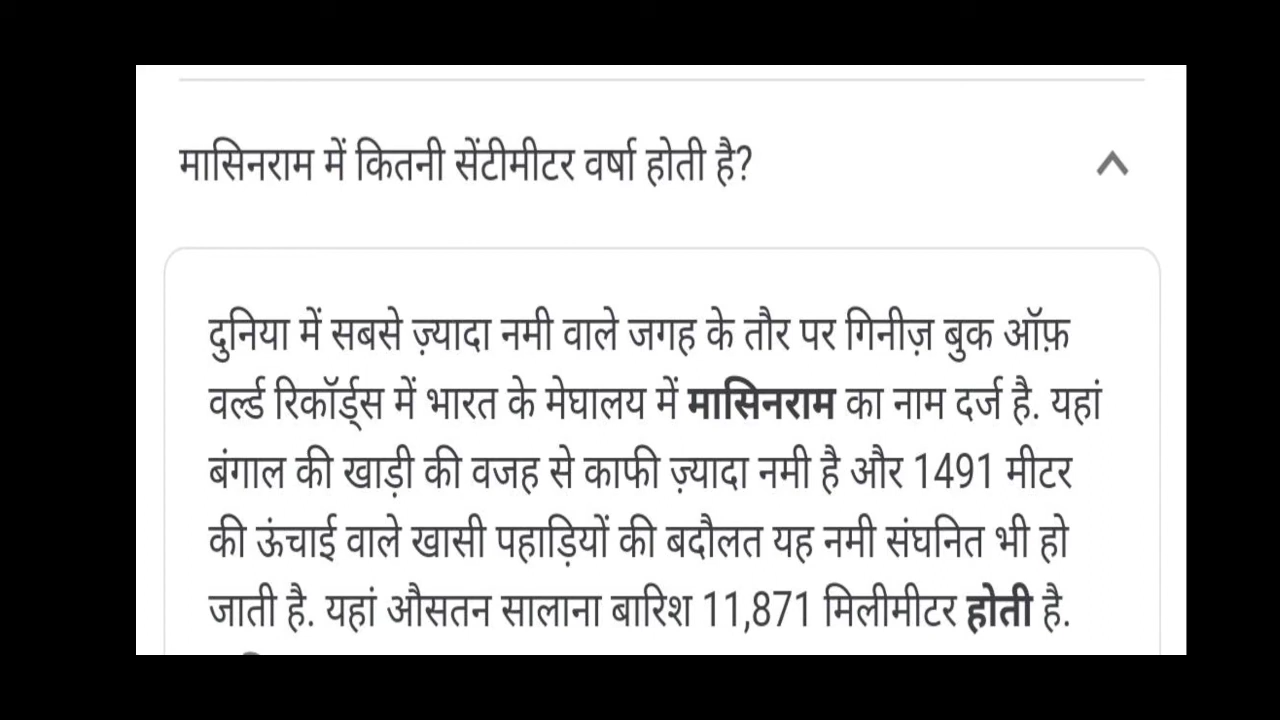 मासिनराम में कितनी सेंटीमीटर वर्षा होती है?
दुनिया में सबसे ज़्यादा नमी वाले जगह के तौर पर गिनीज़ बुक ऑफ़
वर्ल्ड रिकॉर्ड्स में भारत के मेघालय में मासिनराम का नाम दर्ज है. यहां
बंगाल की खाड़ी की वजह से काफी ज़्यादा नमी है और 1491 मीटर
की ऊंचाई वाले खासी पहाड़ियों की बदौलत यह नमी संघनित भी हो
जाती है. यहां औसतन सालाना बारिश 11,871 मिलीमीटर होती है.